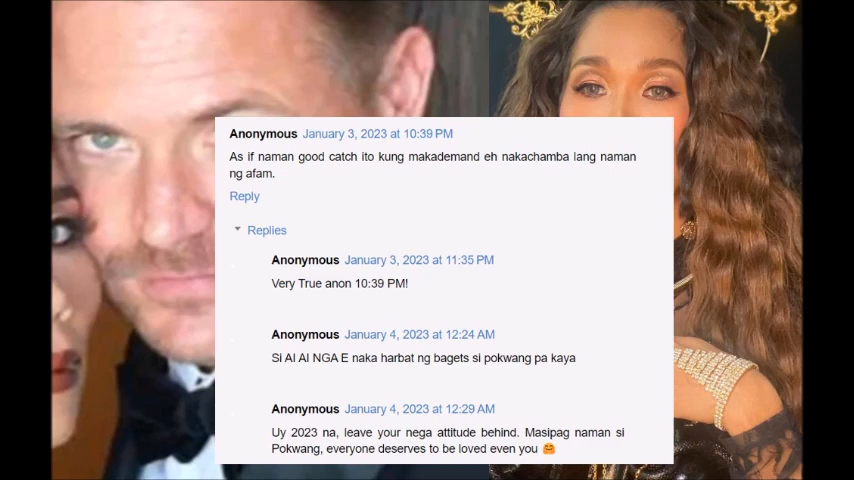 Anonymous January 3, 2023 at 10:39 PM
As if naman good catch ito kung makademand eh nakachamba lang naman
ng afam.
Reply
Replies
Anonymous January 3, 2023 at 11:35 PM
Very True anon 10:39 PM!
Anonymous January 4, 2023 at 12:24 AM
Si AI AI NGA E naka harbat ng bagets si pokwang pa kaya
Anonymous January 4, 2023 at 12:29 AM
Uy 2023 na, leave your nega attitude behind. Masipag naman si
Pokwang, everyone deserves to be loved even you 🤗